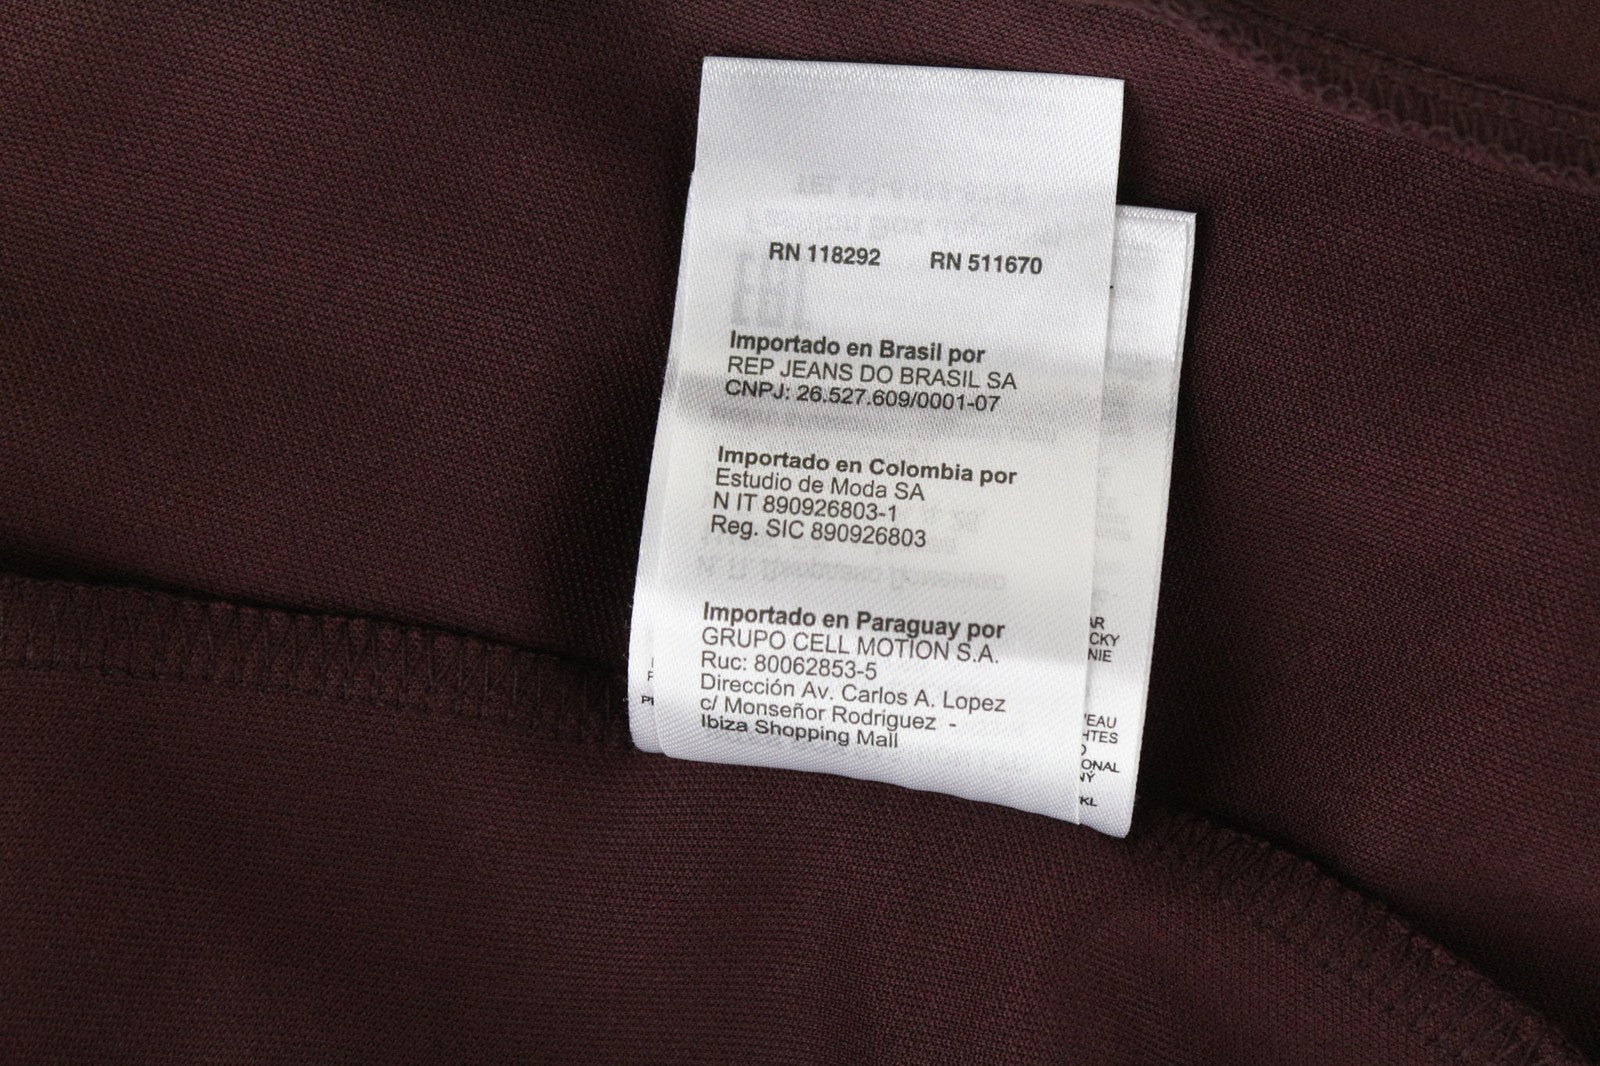 RN 118292 RN 511670
Importado en Brasil por
REP JEANS DO BRASIL SA
CNPJ: 26.527.609/0001-07
Importado en Colombia por
Estudio de Moda SA
N IT 890926803-1
Reg. SIC 890926803
Importado en Paraguay por
GRUPO CELL MOTION S.A.
Ruc: 80062853-5
Dirección Av. Carlos A. Lopez
c/ Monseñor Rodríguez -
Ibiza Shopping Mall